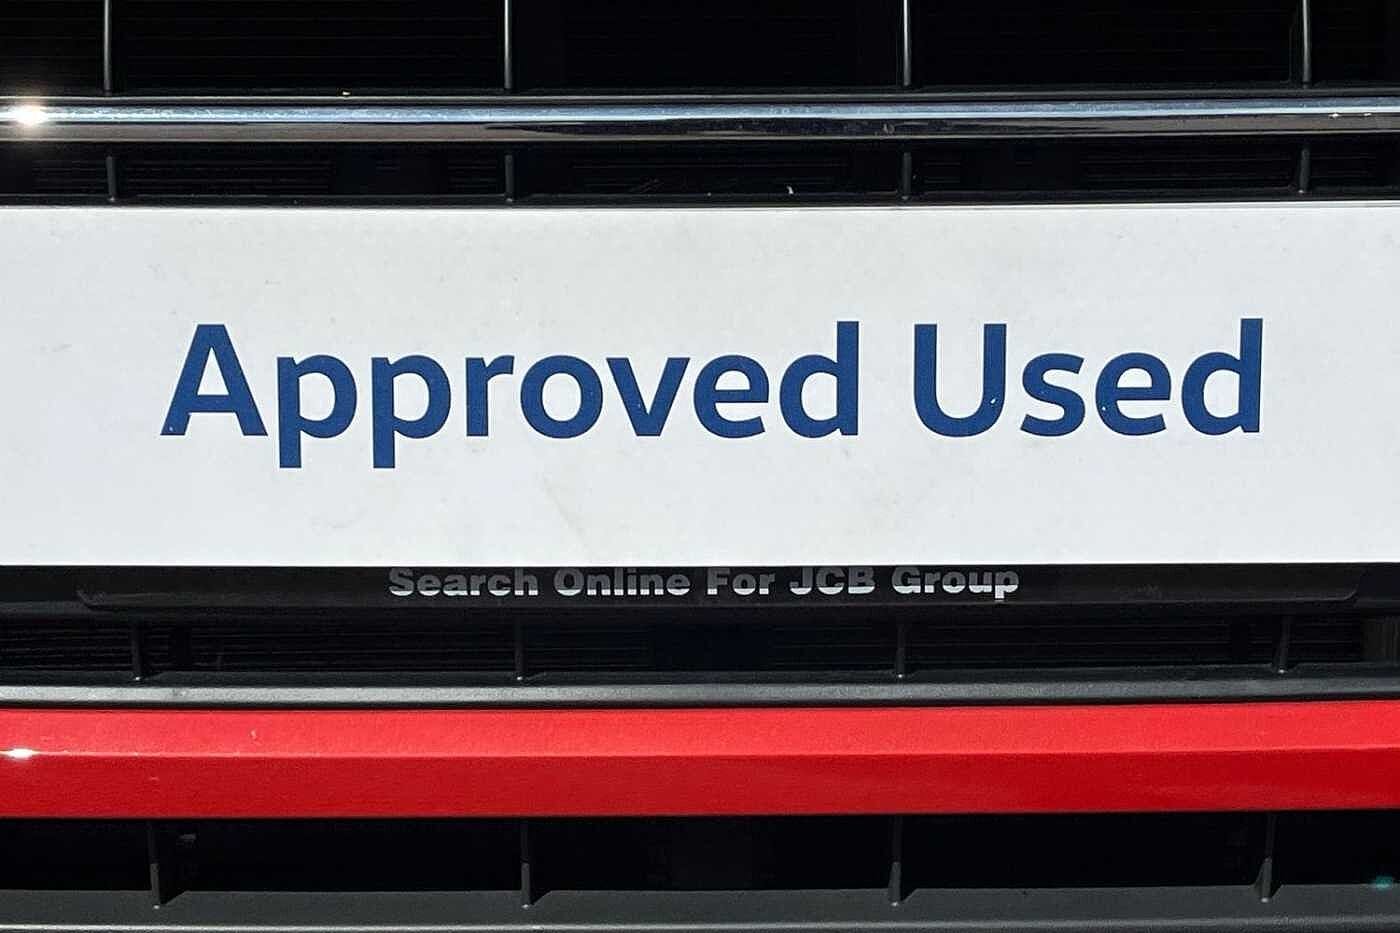 Approved Used
Search Online For JCB Group